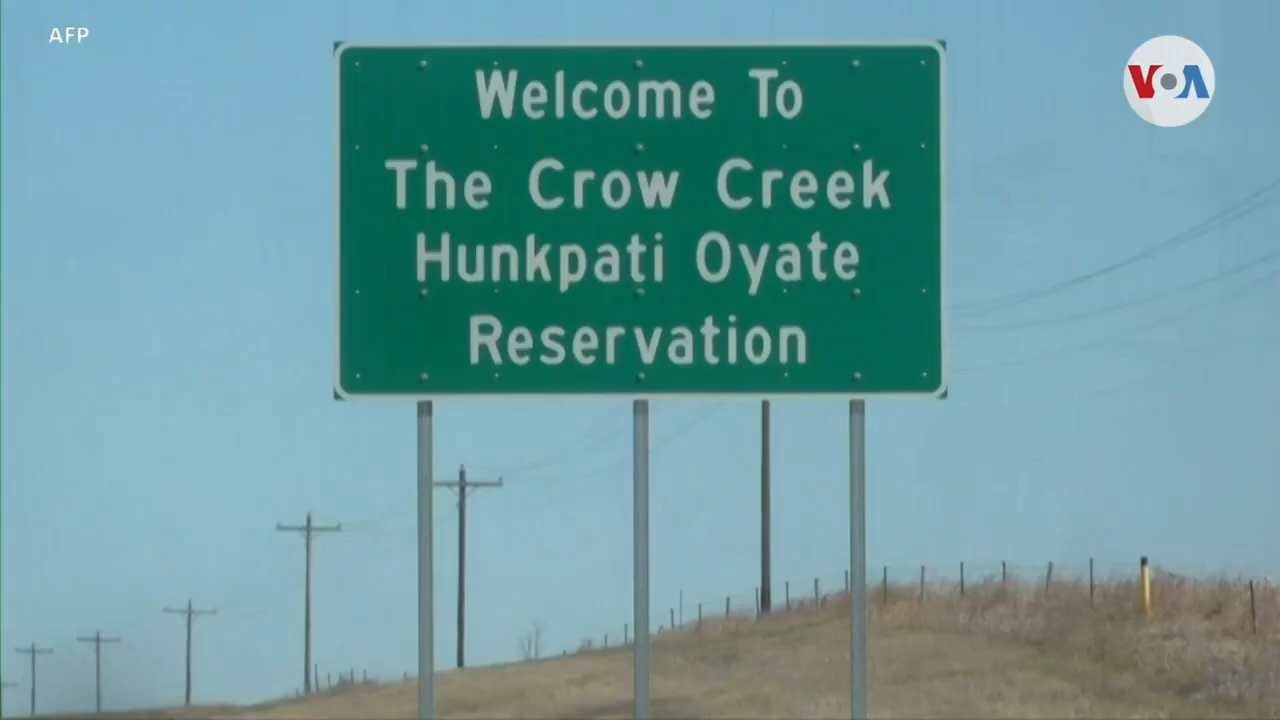 AFP
VOA
Welcome To
The Crow Creek
Hunkpati Oyate
Reservation